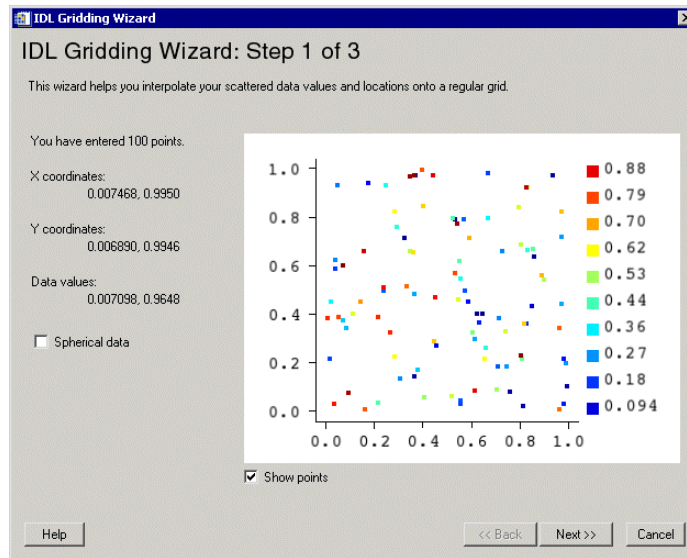 IDL Gridding Wizard
IDL Gridding Wizard: Step 1 of 3
This wizard helps you interpolate your scattered data values and locations onto a regular grid.
You have entered 100 points.
X coordinates:
0.007468, 0.9950
Y coordinates:
0.006890, 0.9946
Data values:
0.007098, 0.9648
Spherical data
1.0
0.8
0.6
0.4
0.2
0.0
0.0 0.2 0.4 0.6 0.8 1.0
0.88
0.79
0.70
0.62
0.53
0.44
0.36
0.27
0.18
0.094
Show points
Help
<< Back
Next >>
Cancel